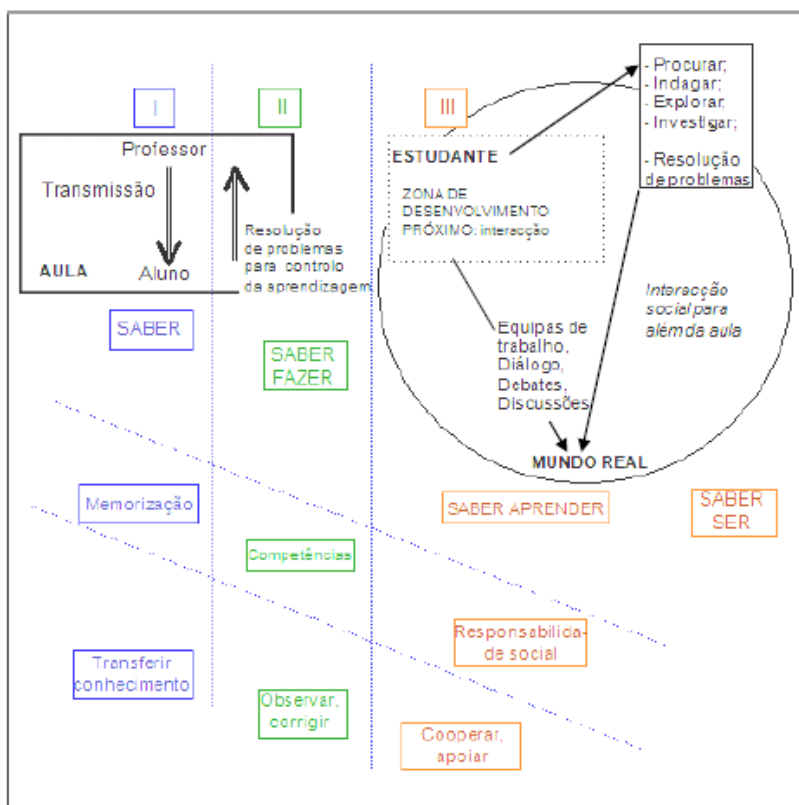 I
II
III
- Procurar;
- Indagar;
- Explorar;
- Investigar;
- Resolução
de problemas
Professor
Transmissão
AULA
Aluno
Resolução
de problemas
para controlo
da aprendizagem
ESTUDANTE
ZONA DE
DESENVOLVIMENTO
PRÓXIMO: interacção
Interacção
social para
além da aula
Equipas de
trabalho,
Diálogo,
Debates,
Discussões
MUNDO REAL
SABER
SABER
FAZER
SABER APRENDER
SABER
SER
Memorização
Competências
Responsabilida-
de social
Transferir
conhecimento
Observar,
corrigir
Cooperar,
apoiar